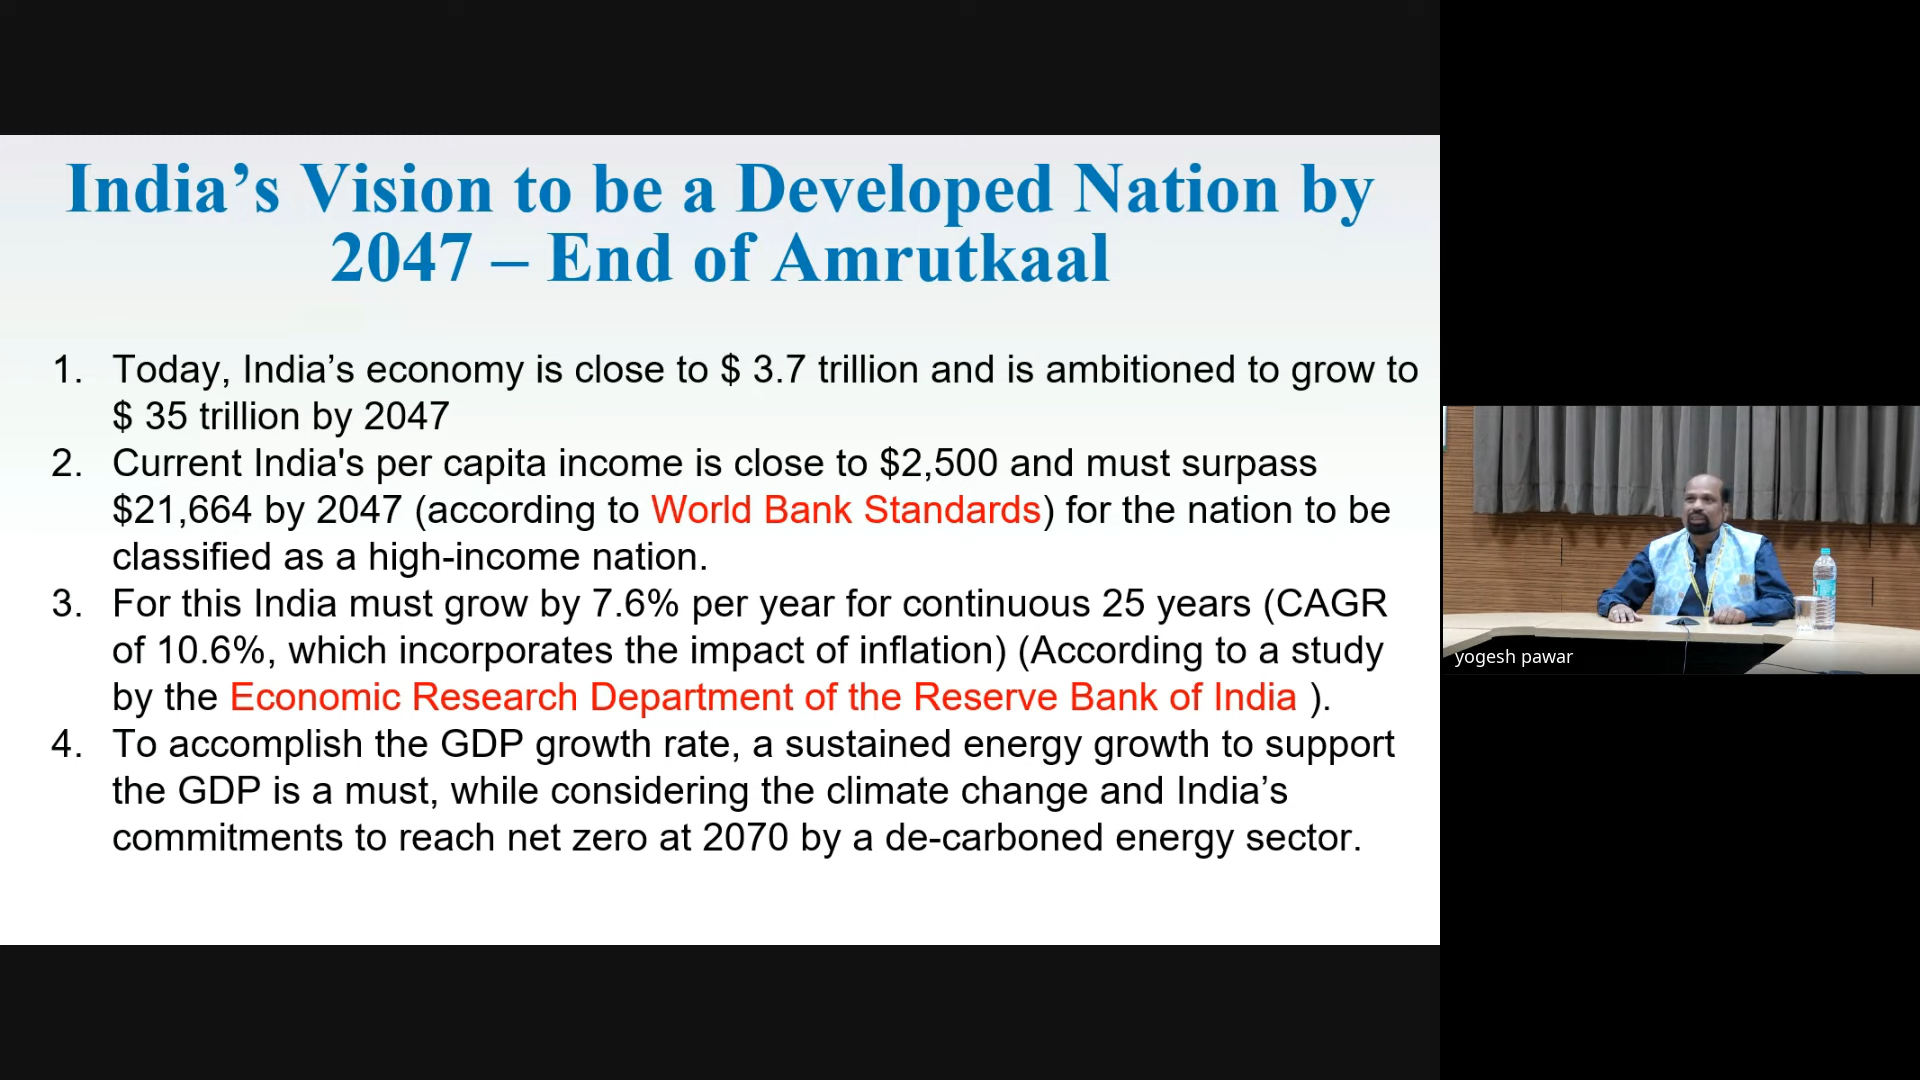 India’s Vision to be a Developed Nation by
2047 – End of Amrutkaal
1. Today, India’s economy is close to $ 3.7 trillion and is ambitioned to grow to
$ 35 trillion by 2047
2. Current India's per capita income is close to $2,500 and must surpass
$21,664 by 2047 (according to World Bank Standards) for the nation to be
classified as a high-income nation.
3. For this India must grow by 7.6% per year for continuous 25 years (CAGR
of 10.6%, which incorporates the impact of inflation) (According to a study
by the Economic Research Department of the Reserve Bank of India ).
4. To accomplish the GDP growth rate, a sustained energy growth to support
the GDP is a must, while considering the climate change and India’s
commitments to reach net zero at 2070 by a de-carboned energy sector.
yogesh pawar